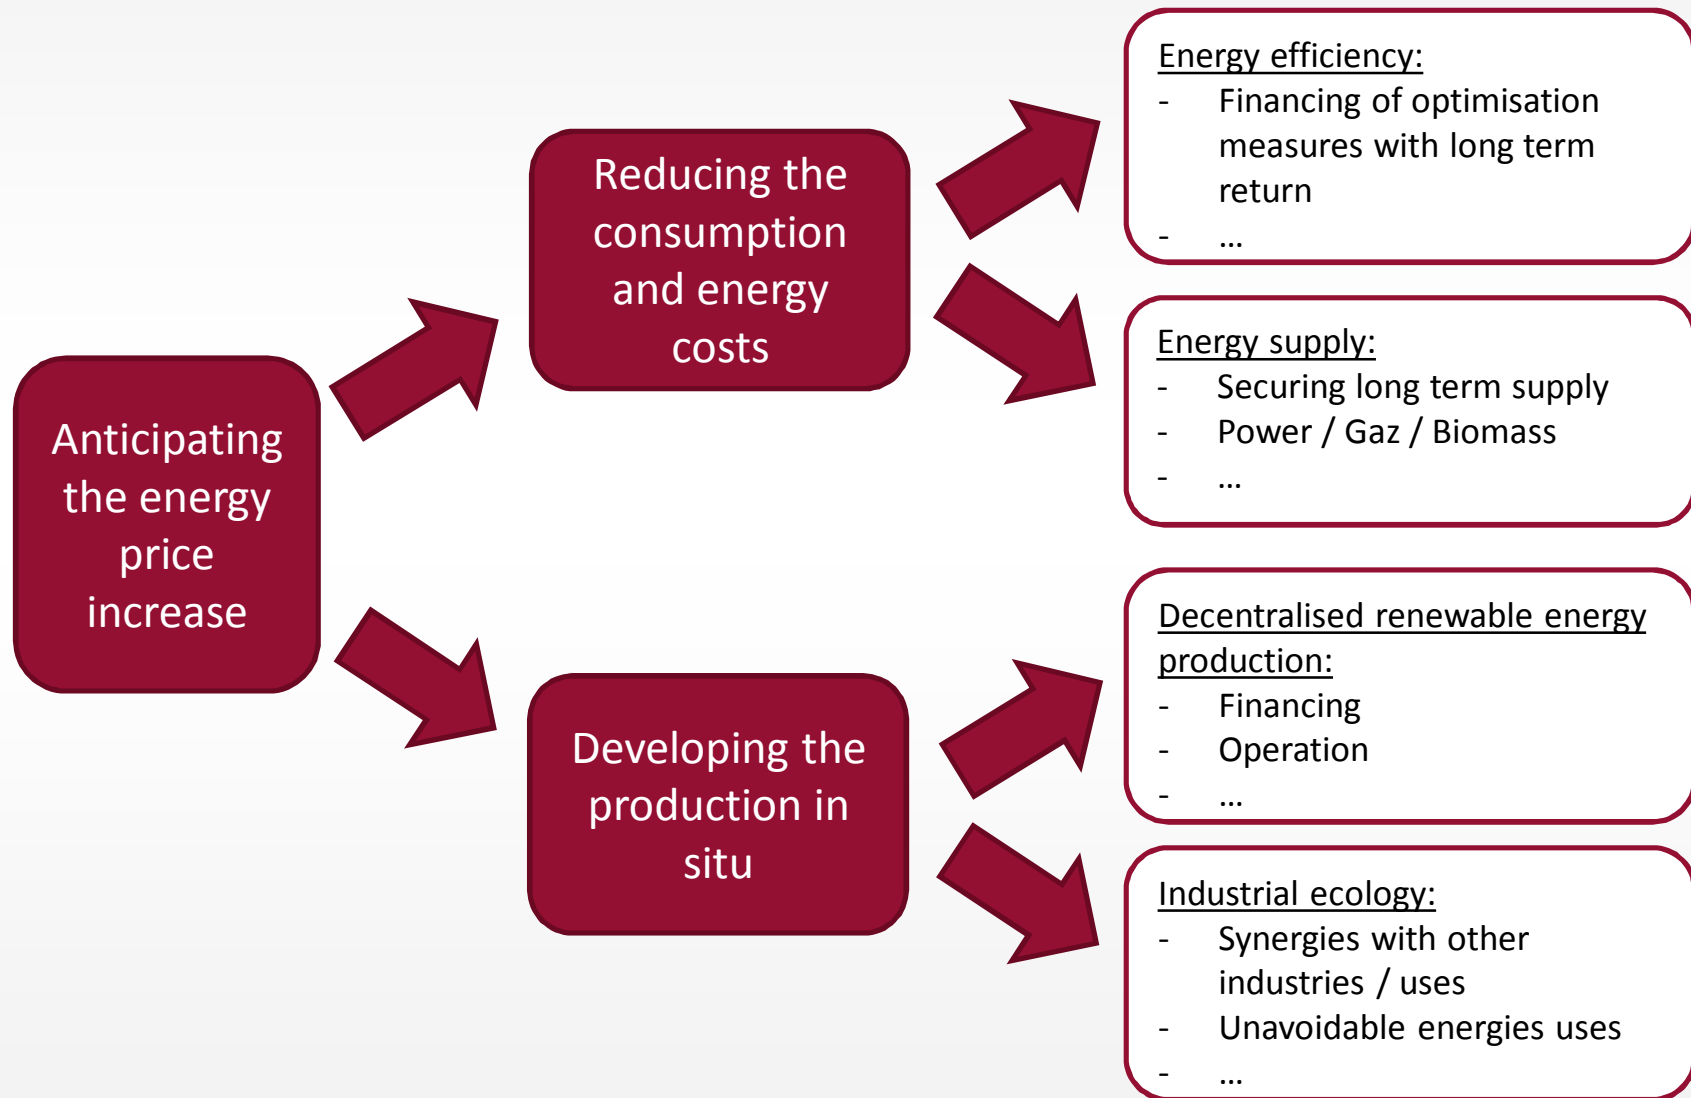 Anticipating
the energy
price
increase
Reducing the
consumption
and energy
costs
Developing the
production in
situ
Energy efficiency:
- Financing of optimisation
measures with long term
return
- ...
Energy supply:
- Securing long term supply
- Power / Gaz / Biomass
- ...
Decentralised renewable energy
production:
- Financing
- Operation
- ...
Industrial ecology:
- Synergies with other
industries / uses
- Unavoidable energies uses
- ...